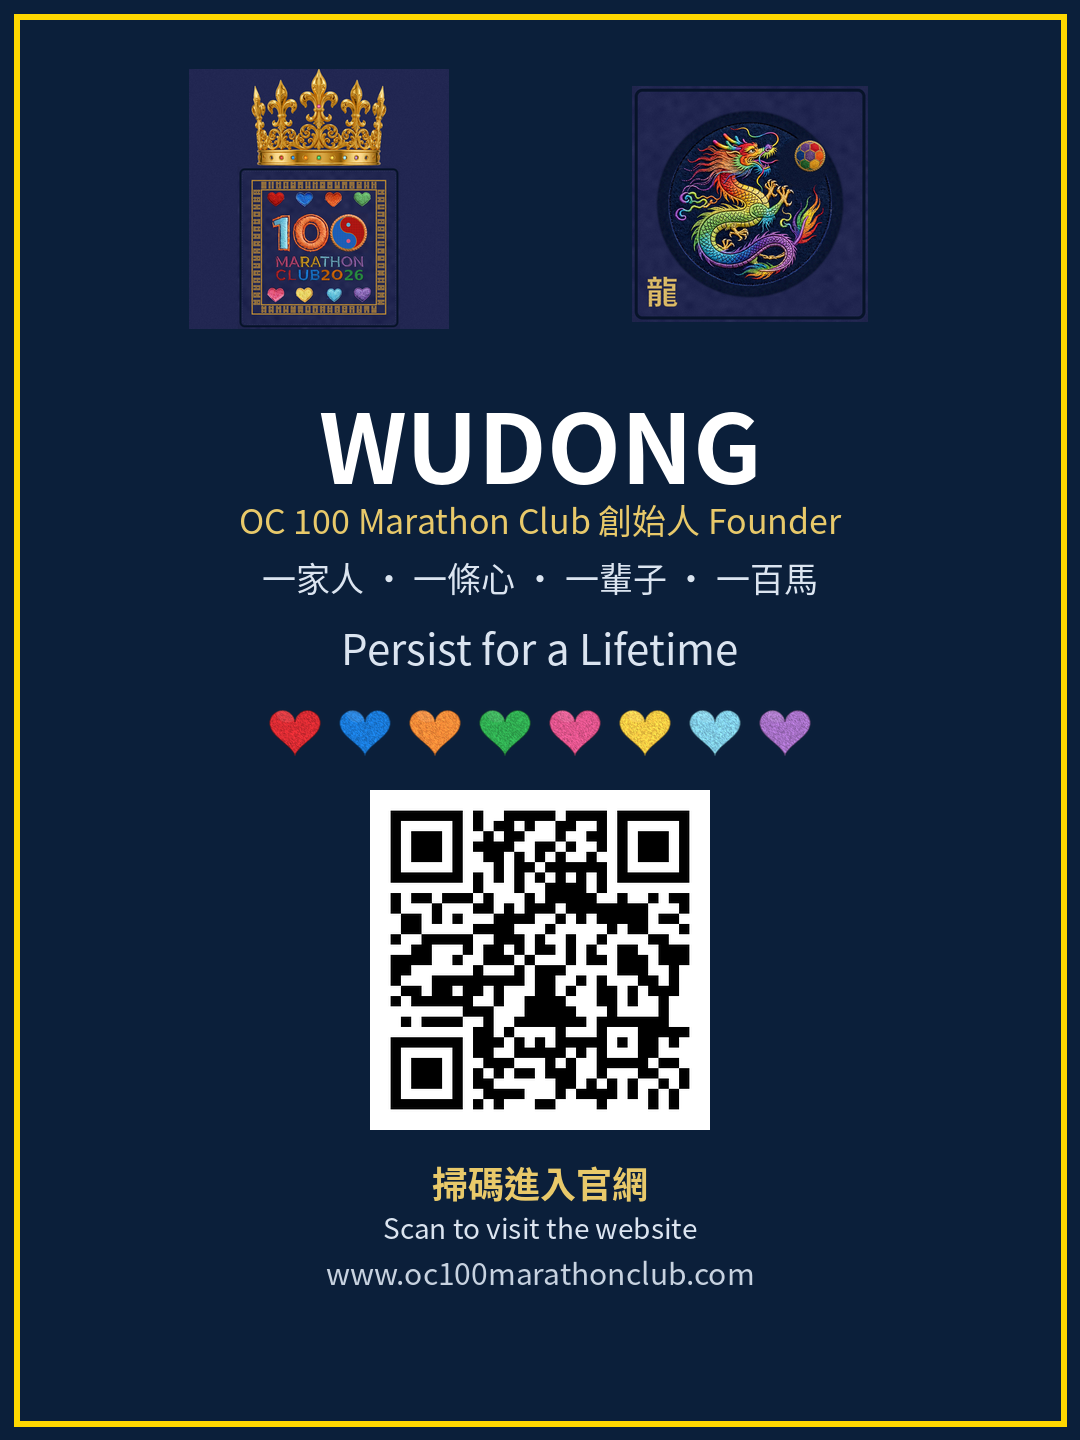 100
MARATHON
CLUB2026
龍
WUDONG
OC 100 Marathon Club 創始人 Founder
一家人 · 一條心 · 一輩子 · 一百馬
Persist for a Lifetime
掃碼進入官網
Scan to visit the website
www.oc100marathonclub.com